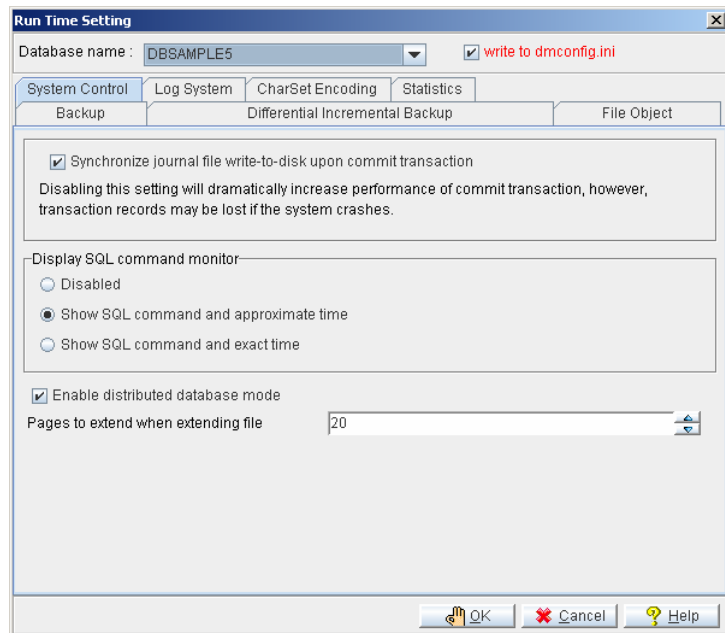 Run Time Setting
Database name : DBSAMPLE5 write to dmconfig.ini
System Control Log System CharSet Encoding Statistics
Backup Differential Incremental Backup File Object
Synchronize journal file write-to-disk upon commit transaction
Disabling this setting will dramatically increase performance of commit transaction, however,
transaction records may be lost if the system crashes.
Display SQL command monitor
Disabled
Show SQL command and approximate time
Show SQL command and exact time
Enable distributed database mode
Pages to extend when extending file 20
OK Cancel Help